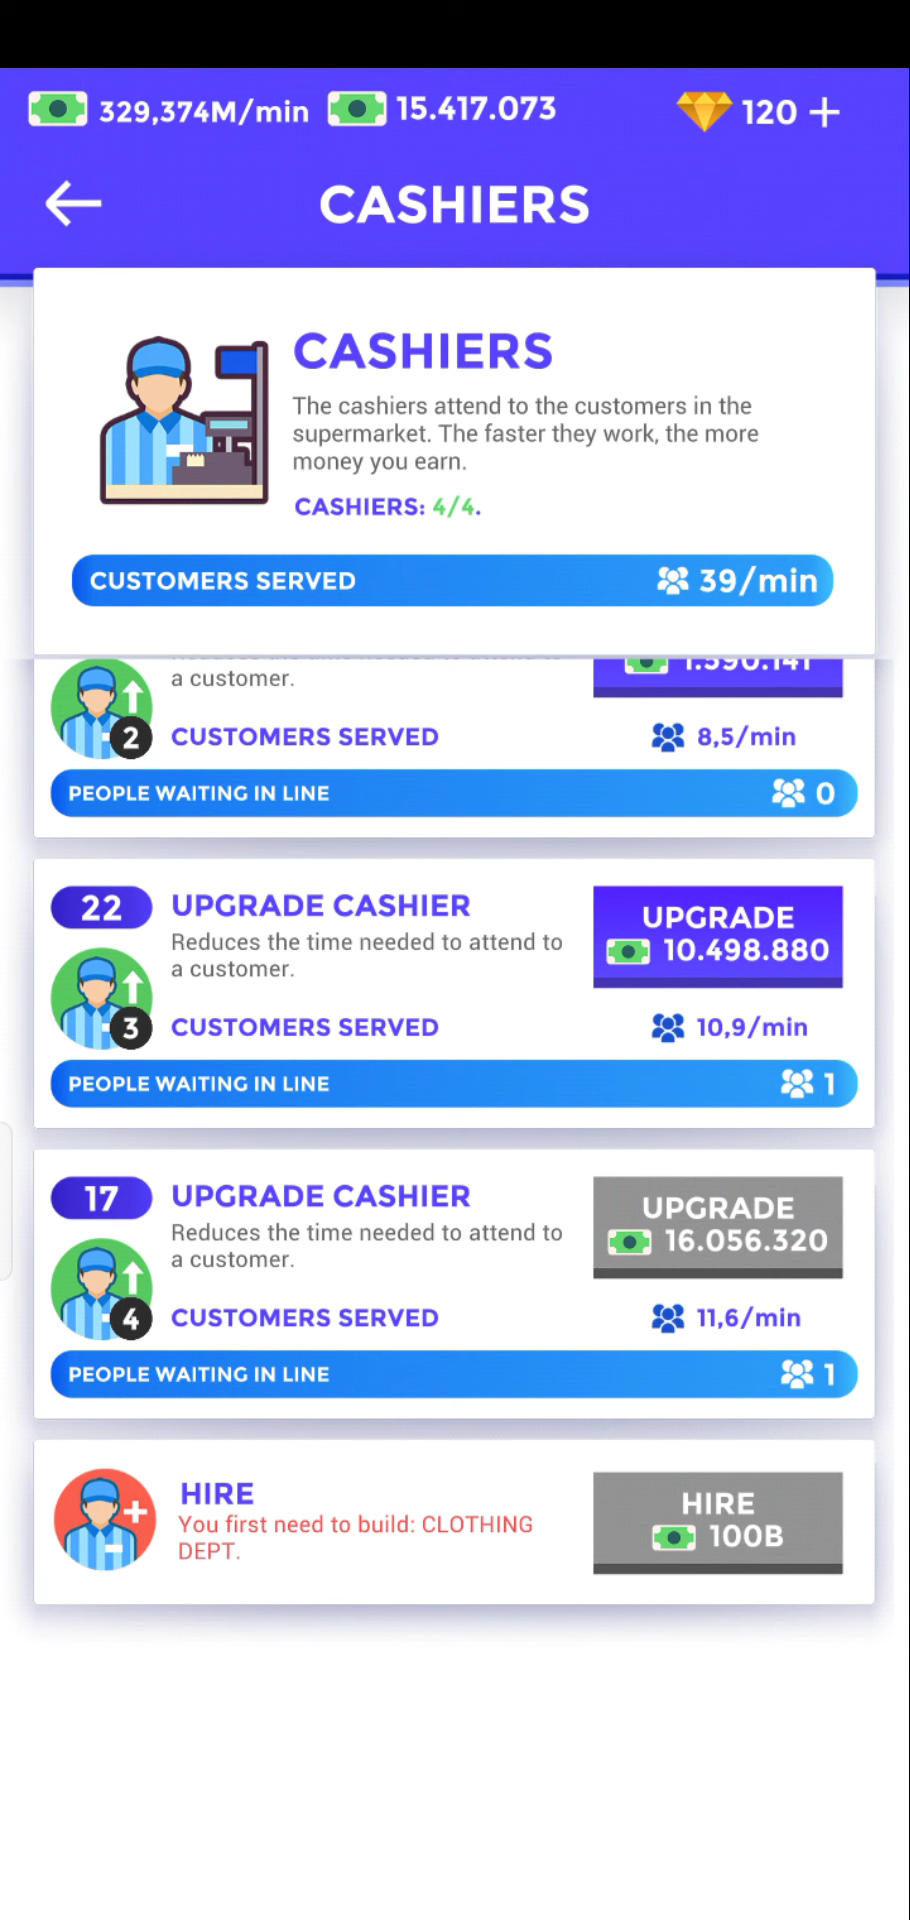 329,374M/min 15.417.073 120 +
CASHIERS
CASHIERS
The cashiers attend to the customers in the
supermarket. The faster they work, the more
money you earn.
CASHIERS: 4/4.
CUSTOMERS SERVED 39/min
1.590.141
a customer.
2
CUSTOMERS SERVED 8,5/min
PEOPLE WAITING IN LINE 0
22 UPGRADE CASHIER
Reduces the time needed to attend to
a customer.
UPGRADE
10.498.880
3
CUSTOMERS SERVED 10,9/min
PEOPLE WAITING IN LINE 1
17 UPGRADE CASHIER
Reduces the time needed to attend to
a customer.
UPGRADE
16.056.320
4
CUSTOMERS SERVED 11,6/min
PEOPLE WAITING IN LINE 1
HIRE
You first need to build: CLOTHING
DEPT.
HIRE
100B